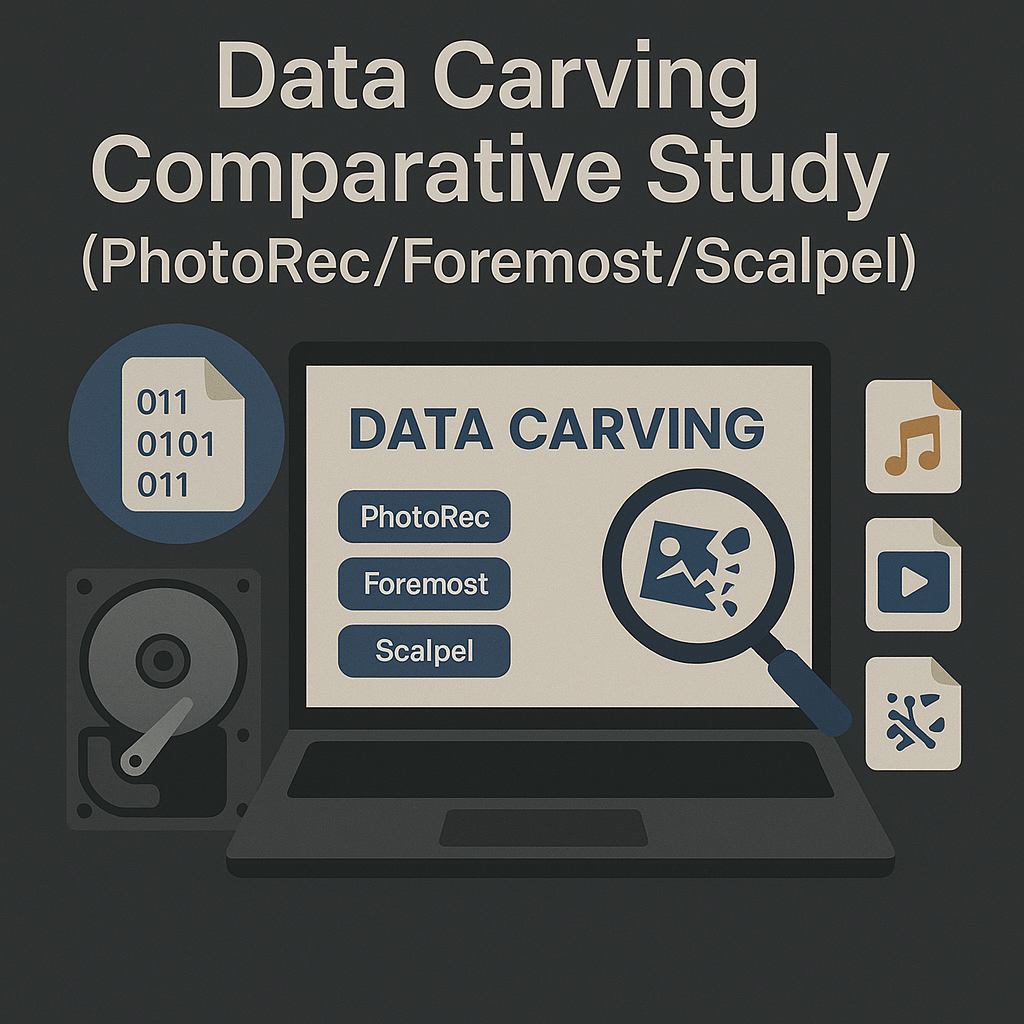 Data Carving
Comparative Study
(PhotoRec/Foremost/Scalpel)
011
0101
011
DATA CARVING
PhotoRec
Foremost
Scalpel